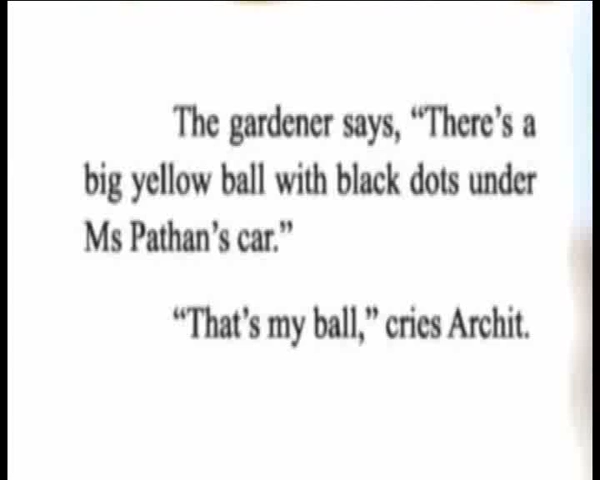 The gardener says, “There’s a
big yellow ball with black dots under
Ms Pathan’s car.”
“That’s my ball,” cries Archit.